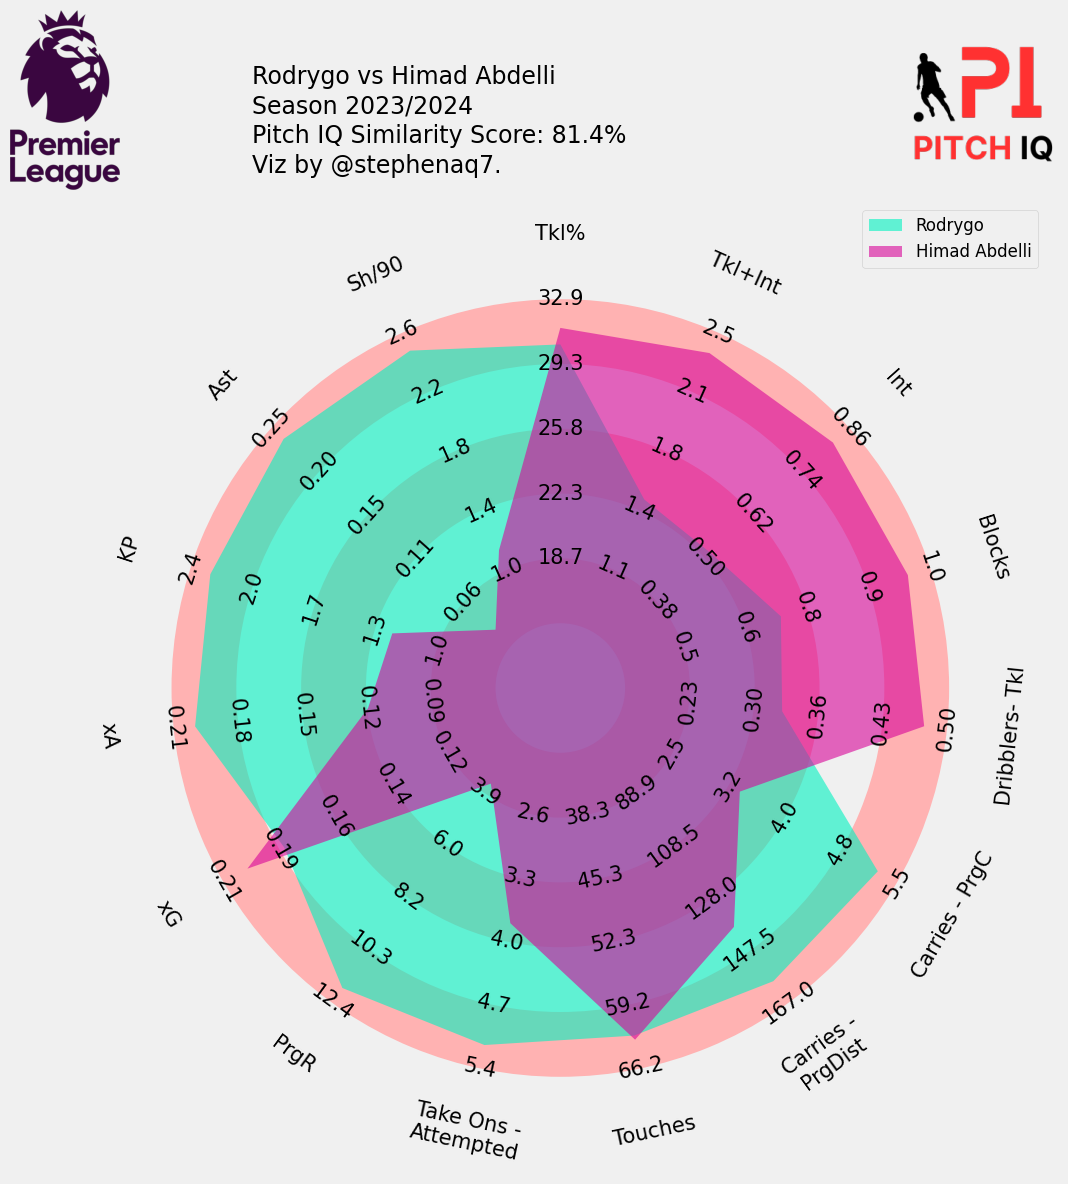 Premier
League
Rodrygo vs Himad Abdelli
Season 2023/2024
Pitch IQ Similarity Score: 81.4%
Viz by @stephenaq7.
PI
PITCH IQ
Rodrygo
Himad Abdelli
Tkl%
32.9
29.3
25.8
22.3
18.7
Tkl+Int
2.5
2.1
1.8
1.4
1.1
Int
0.86
0.74
0.62
0.50
0.38
Blocks
1.0
0.9
0.8
0.6
0.5
Dribblers- Tkl
0.50
0.43
0.36
0.30
0.23
Carries - PrgC
5.5
4.8
4.0
3.2
2.5
Carries -
PrgDist
167.0
147.5
128.0
108.5
88.9
Touches
66.2
59.2
52.3
45.3
38.3
Take Ons -
Attempted
5.4
4.7
4.0
3.3
2.6
PrgR
12.4
10.3
8.2
6.0
3.9
xG
0.21
0.19
0.16
0.14
0.12
xA
0.21
0.18
0.15
0.12
0.09
KP
2.4
2.0
1.7
1.3
1.0
Ast
0.25
0.20
0.15
0.11
0.06
Sh/90
2.6
2.2
1.8
1.4
1.0